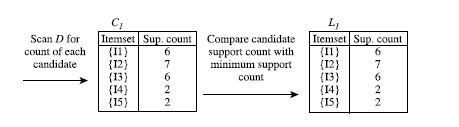 C1
L1
Scan D for
count of each
candidate
Itemset Sup. count
{I1} 6
{I2} 7
{I3} 6
{I4} 2
{I5} 2
Compare candidate
support count with
minimum support
count
Itemset Sup. count
{I1} 6
{I2} 7
{I3} 6
{I4} 2
{I5} 2